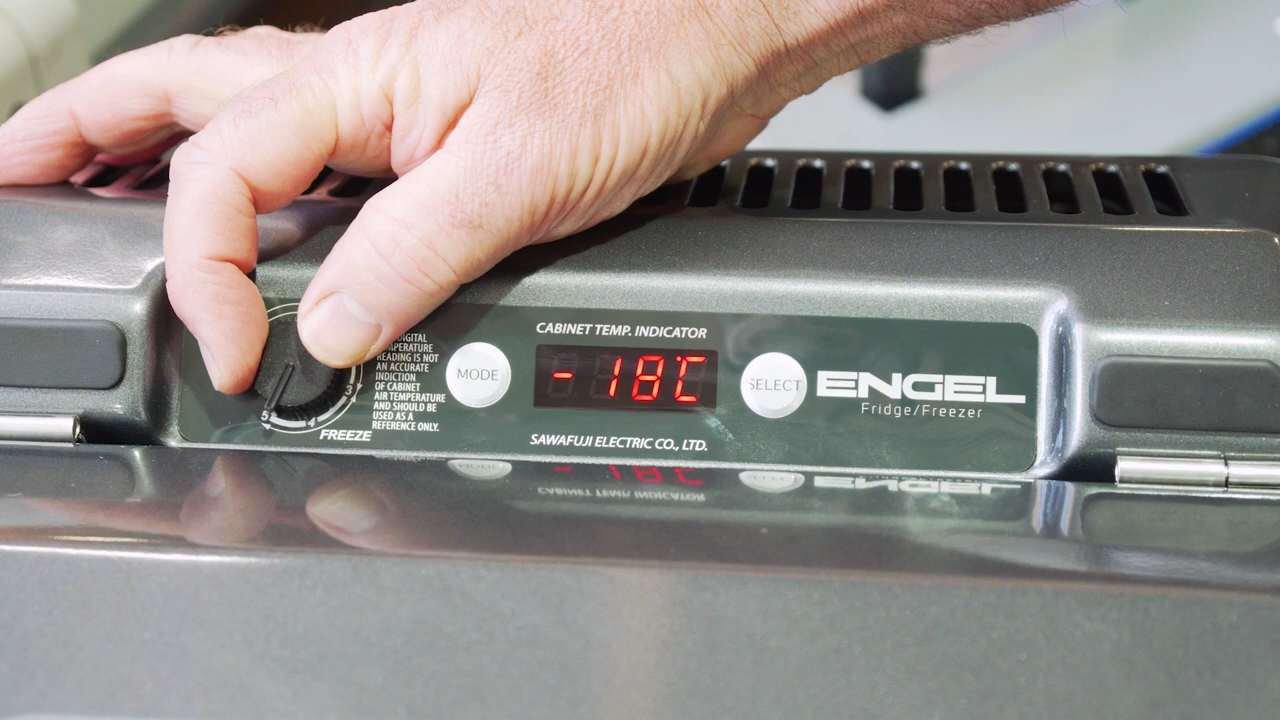 DIGITAL
TEMPERATURE
READING IS NOT
AN ACCURATE
INDICTION
OF CABINET
AIR TEMPERATURE
AND SHOULD BE
USED AS A
REFERENCE ONLY.
3
5
FREEZE
MODE
CABINET TEMP. INDICATOR
-18°C
SAWAFUJI ELECTRIC CO., LTD.
SELECT
ENGEL
Fridge/Freezer